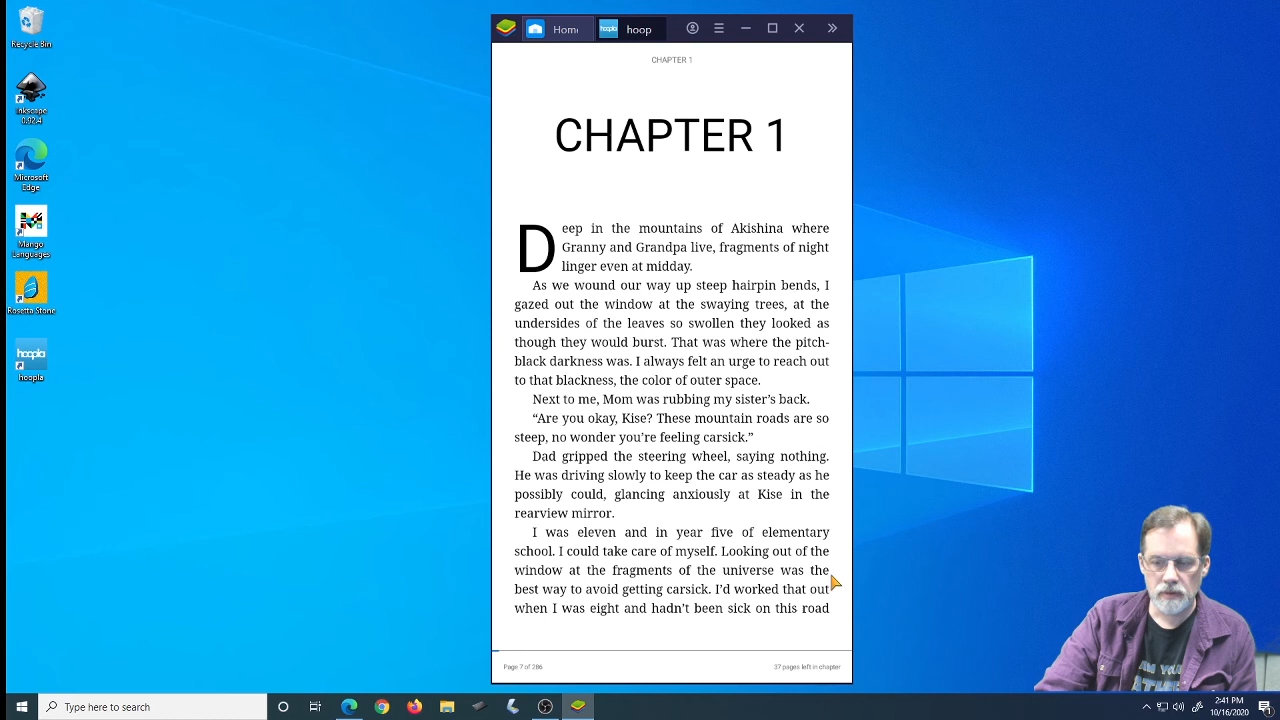 Recycle Bin
Inkscape
0.92.4
Microsoft
Edge
Mango
Languages
Rosetta Stone
hoopla
Home
hoopla
hoop
CHAPTER 1
CHAPTER 1
Deep in the mountains of Akishina where
Granny and Grandpa live, fragments of night
linger even at midday.
As we wound our way up steep hairpin bends, I
gazed out the window at the swaying trees, at the
undersides of the leaves so swollen they looked as
though they would burst. That was where the pitch-
black darkness was. I always felt an urge to reach out
to that blackness, the color of outer space.
Next to me, Mom was rubbing my sister’s back.
“Are you okay, Kise? These mountain roads are so
steep, no wonder you’re feeling carsick.”
Dad gripped the steering wheel, saying nothing.
He was driving slowly to keep the car as steady as he
possibly could, glancing anxiously at Kise in the
rearview mirror.
I was eleven and in year five of elementary
school. I could take care of myself. Looking out of the
window at the fragments of the universe was the
best way to avoid getting carsick. I’d worked that out
when I was eight and hadn’t been sick on this road
Page 7 of 286
37 pages left in chapter
Type here to search
2:41 PM
10/16/2020